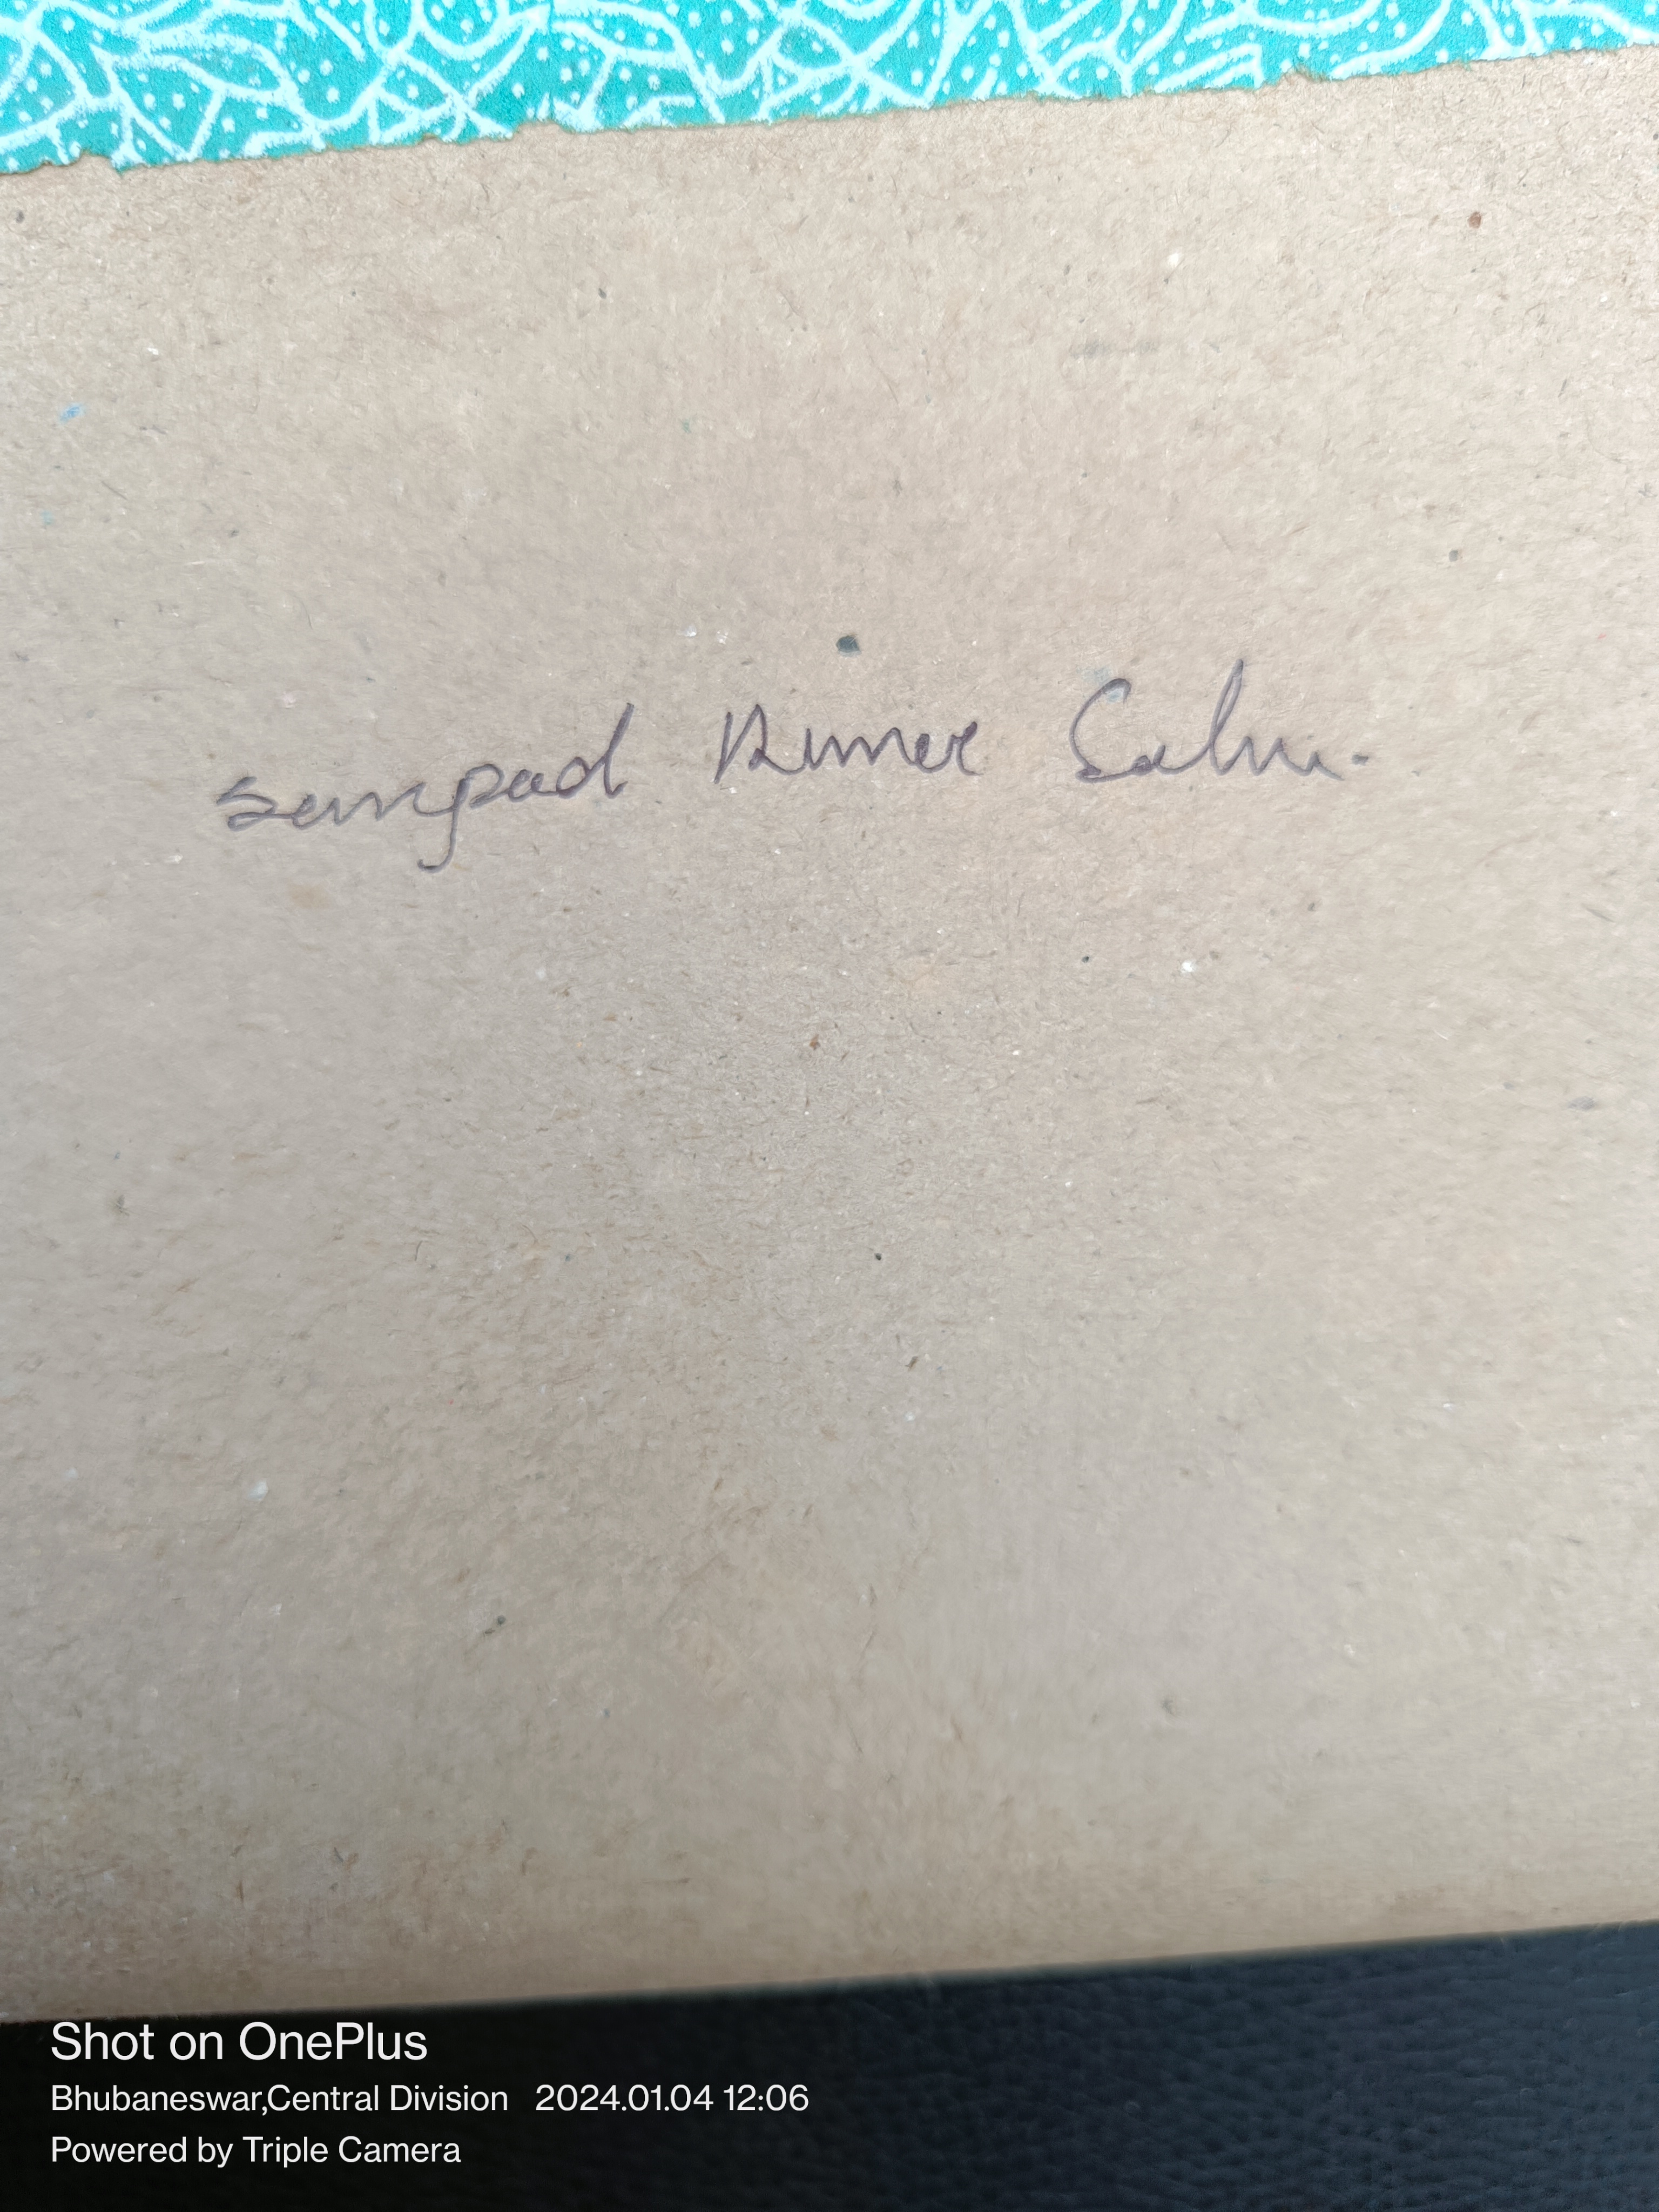 Sampad Kumar Sahu.
Shot on OnePlus
Bhubaneswar,Central Division 2024.01.04 12:06
Powered by Triple Camera